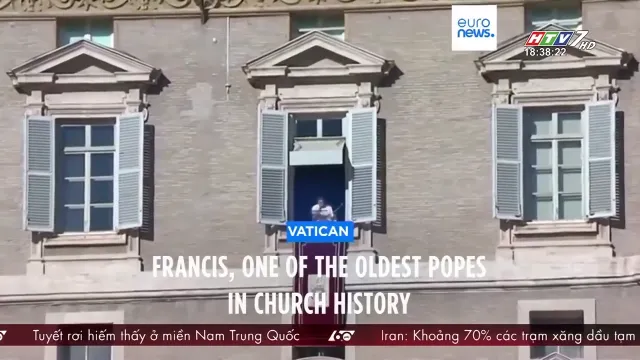 euro
news.
HTV7 HD
18:38:22
VATICAN
FRANCIS, ONE OF THE OLDEST POPES
IN CHURCH HISTORY
Tuyết rơi hiếm thấy ở miền Nam Trung Quốc
60
Iran: Khoảng 70% các trạm xăng dầu tạm